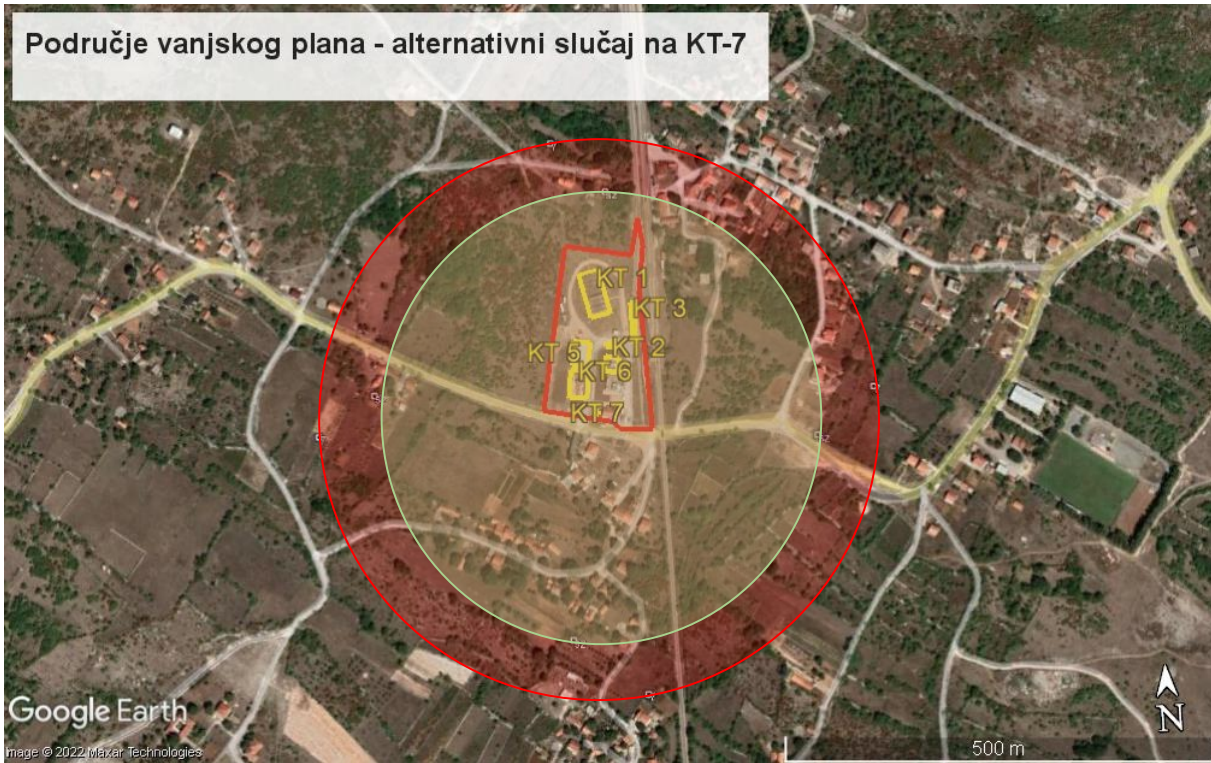 Područje vanjskog plana - alternativni slučaj na KT-7
KT 1
KT 3
KT 5
KT 2
KT 6
KT 7
Google Earth
mage © 2022 Maxar Technologies
500 m
N